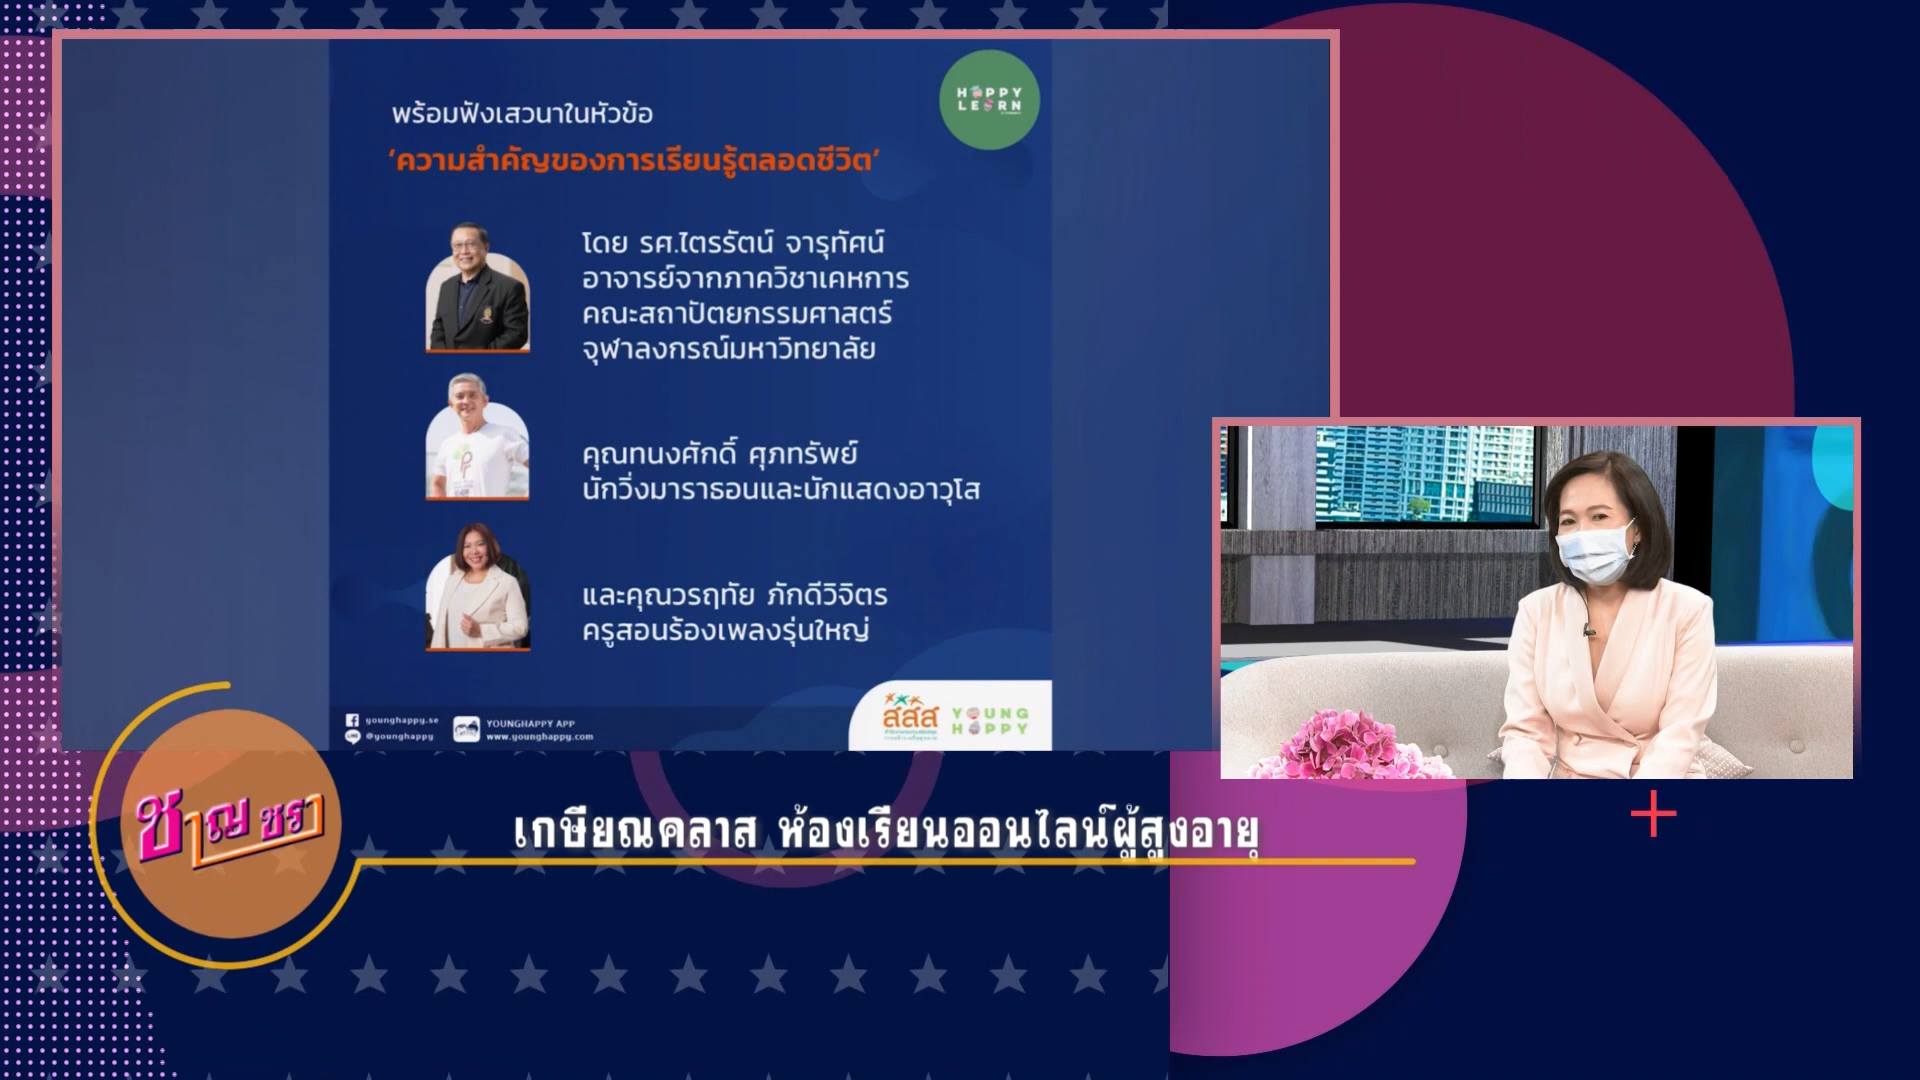 HAPPY
LEARN
พร้อมฟังเสวนาในหัวข้อ
‘ความสำคัญของการเรียนรู้ตลอดชีวิต’
โดย รศ.ไตรรัตน์ จารุทัศน์
อาจารย์จากภาควิชาเคหการ
คณะสถาปัตยกรรมศาสตร์
จุฬาลงกรณ์มหาวิทยาลัย
คุณทนงศักดิ์ ศุภทรัพย์
นักวิ่งมาราธอนและนักแสดงอาวุโส
และคุณวรฤทัย ภักดีวิจิตร
ครูสอนร้องเพลงรุ่นใหญ่
younghappy.se
@younghappy
YOUNGHAPPY APP
www.younghappy.com
สสส
YOUNG
HAPPY
ชาญ ชรา
เกษียณคลาส ห้องเรียนออนไลน์ผู้สูงอายุ